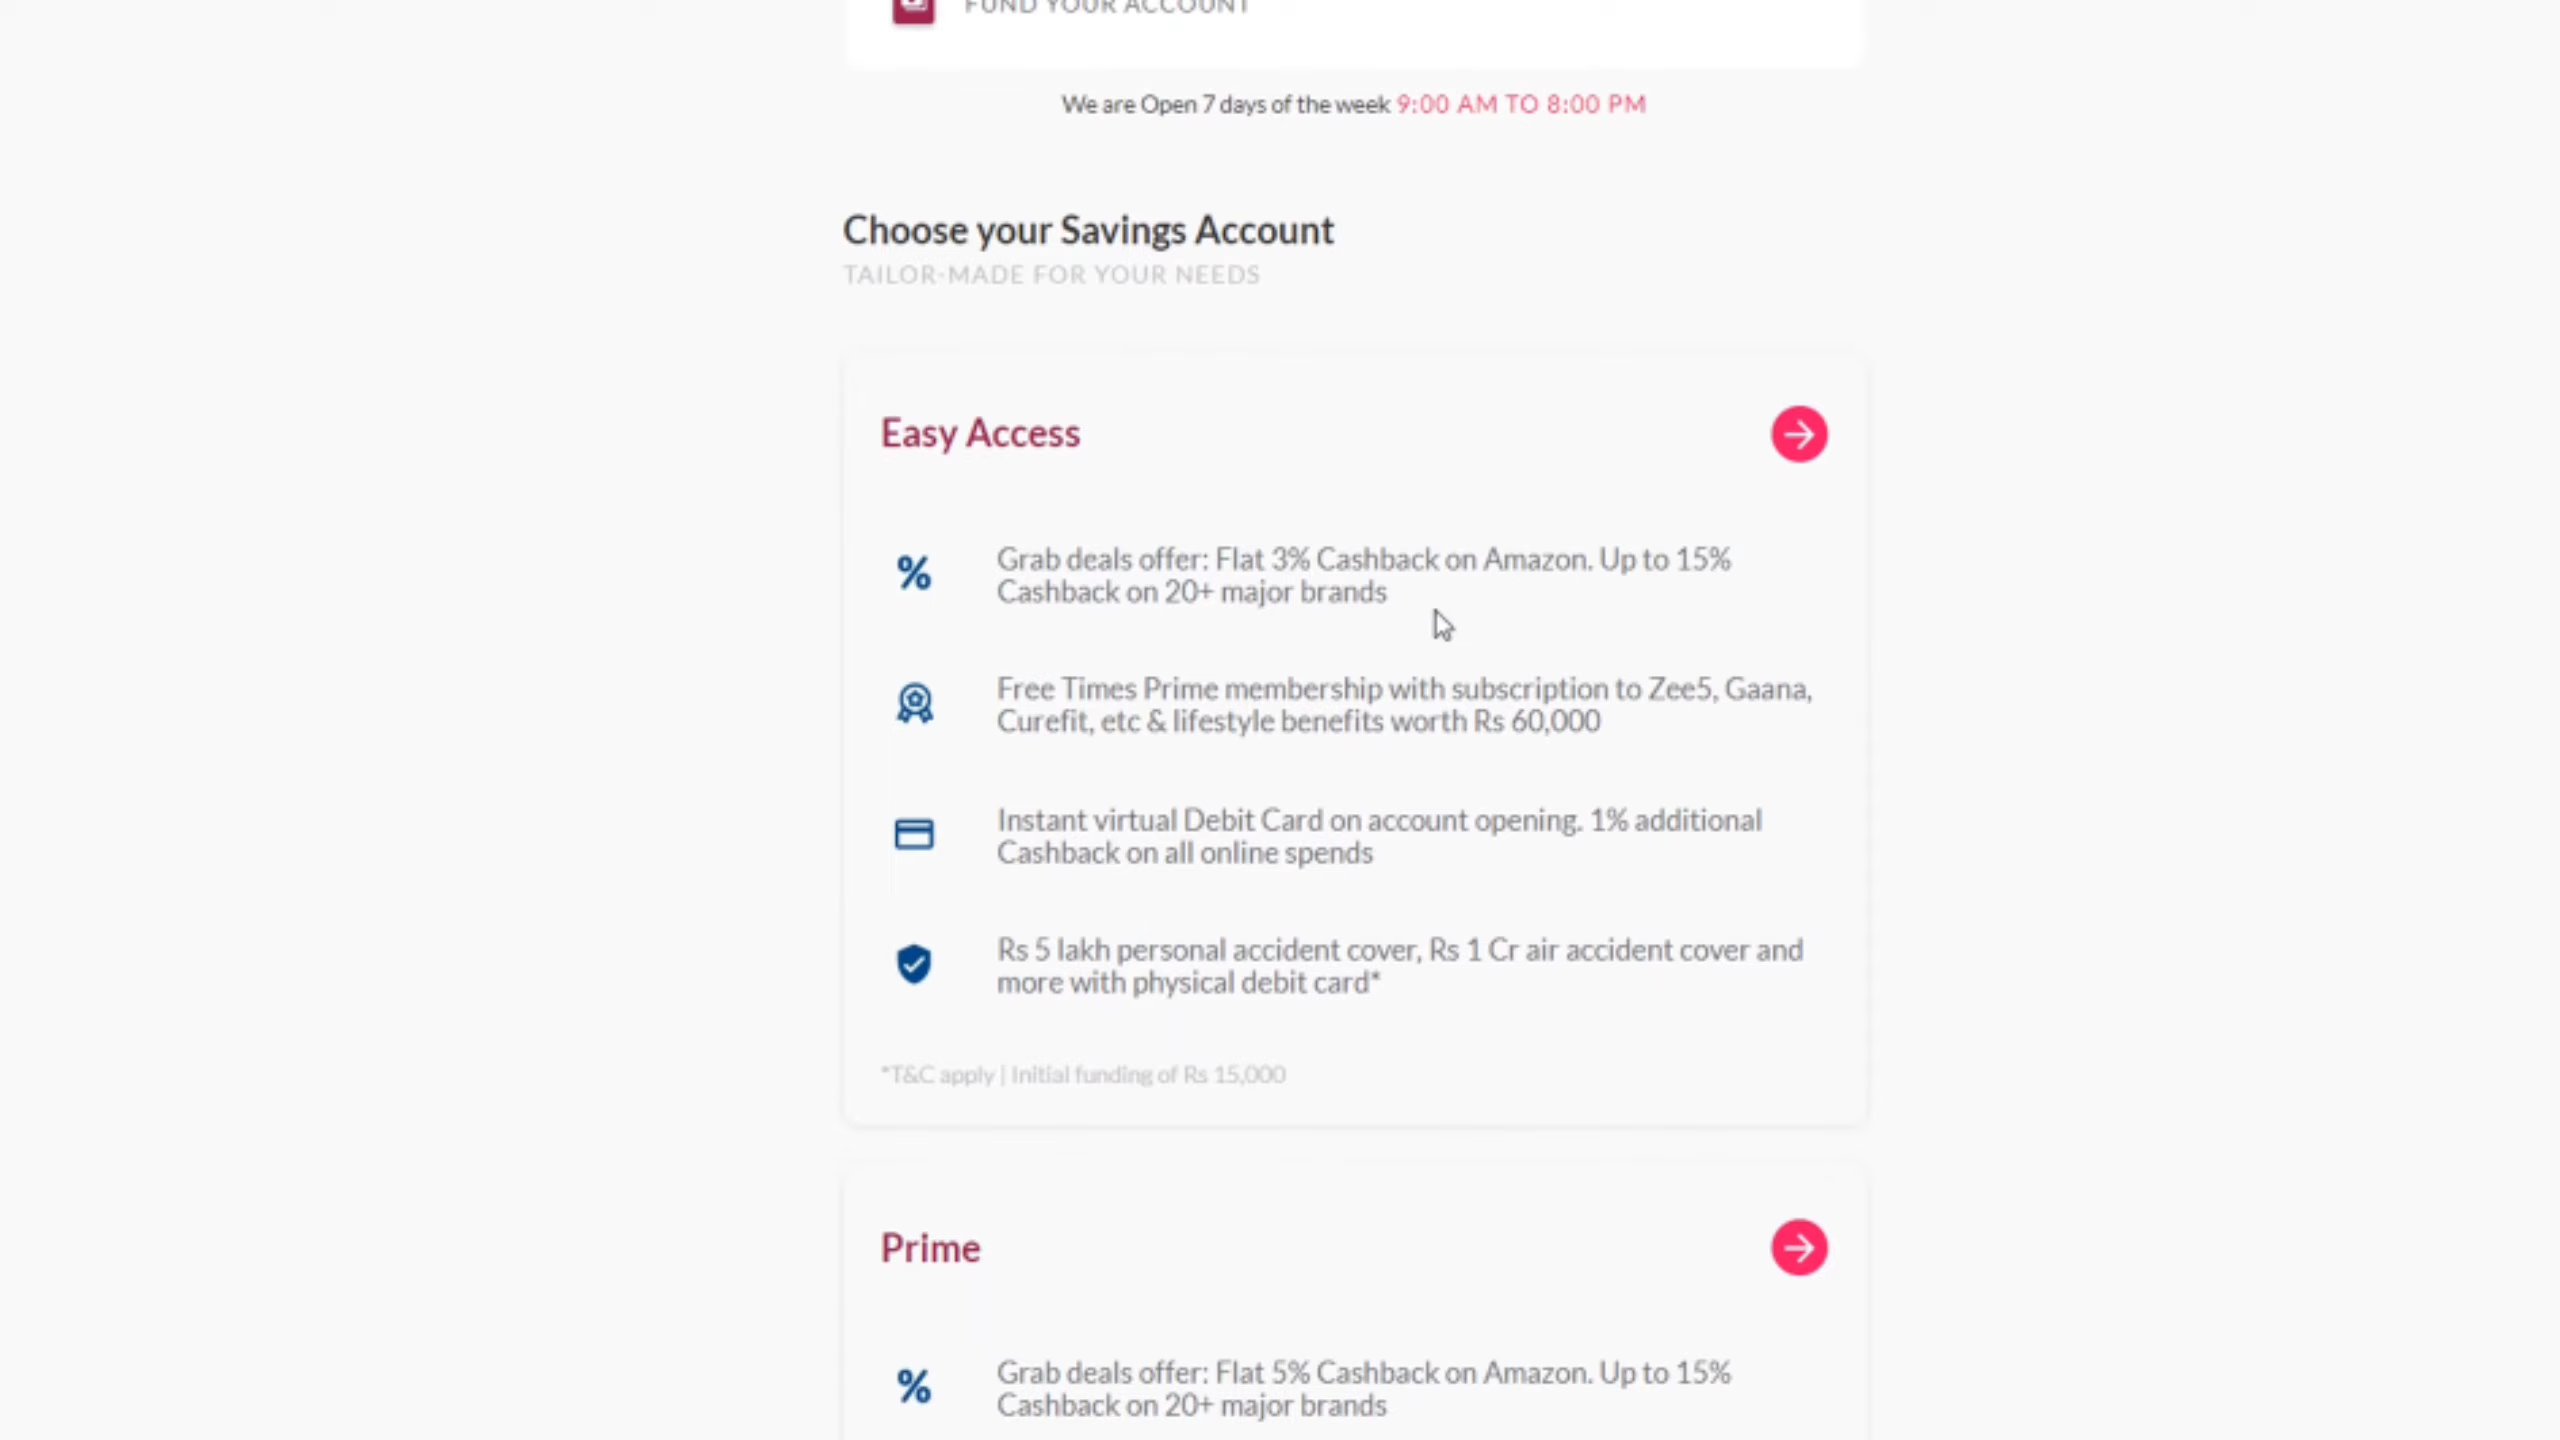 FUND YOUR ACCOUNT
We are Open 7 days of the week 9:00 AM TO 8:00 PM
Choose your Savings Account
TAILOR-MADE FOR YOUR NEEDS
Easy Access
Grab deals offer: Flat 3% Cashback on Amazon. Up to 15%
Cashback on 20+ major brands
Free Times Prime membership with subscription to Zee5, Gaana,
Curefit, etc & lifestyle benefits worth Rs 60,000
Instant virtual Debit Card on account opening. 1% additional
Cashback on all online spends
Rs 5 lakh personal accident cover, Rs 1 Cr air accident cover and
more with physical debit card*
*T&C apply | Initial funding of Rs 15,000
Prime
Grab deals offer: Flat 5% Cashback on Amazon. Up to 15%
Cashback on 20+ major brands